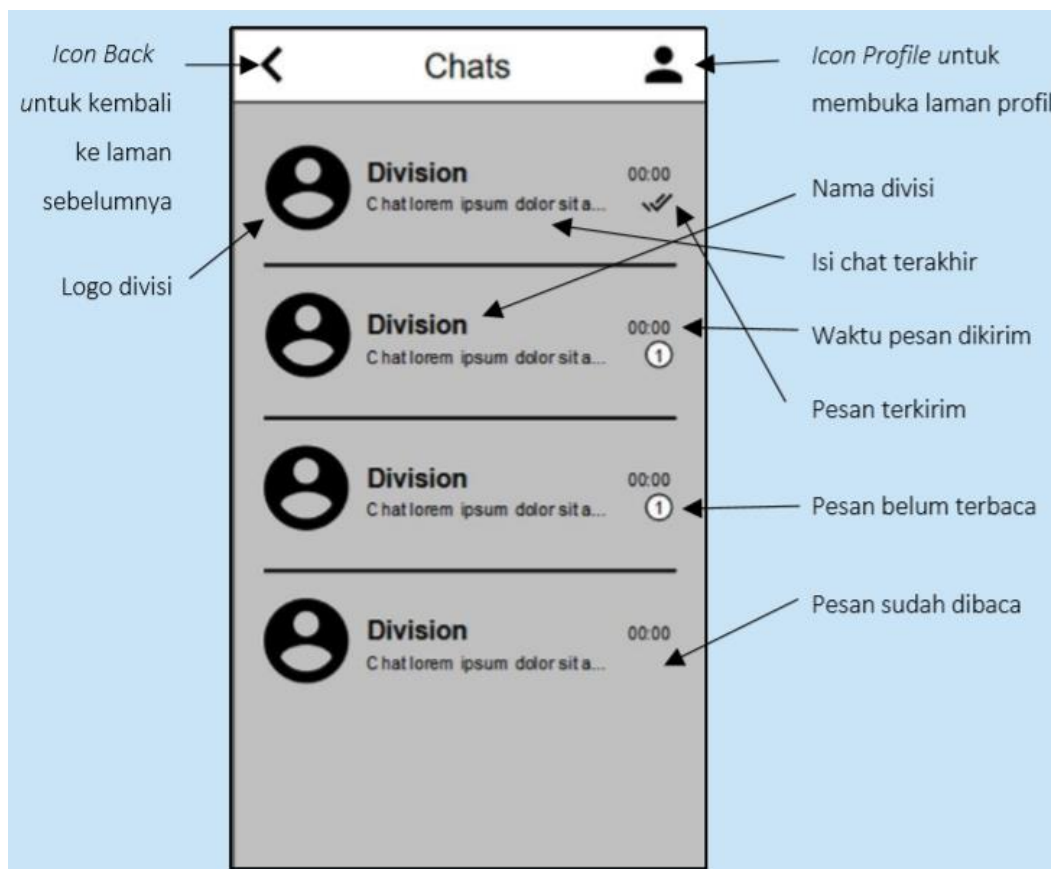 Icon Back
untuk kembali
ke laman
sebelumnya
Logo divisi
Chats
Division
00:00
Chat lorem ipsum dolor sit a...
Division
00:00
Chat lorem ipsum dolor sit a...
1
Division
00:00
Chat lorem ipsum dolor sit a...
1
Division
00:00
Chat lorem ipsum dolor sit a...
Icon Profile untuk
membuka laman profil
Nama divisi
Isi chat terakhir
Waktu pesan dikirim
Pesan terkirim
Pesan belum terbaca
Pesan sudah dibaca